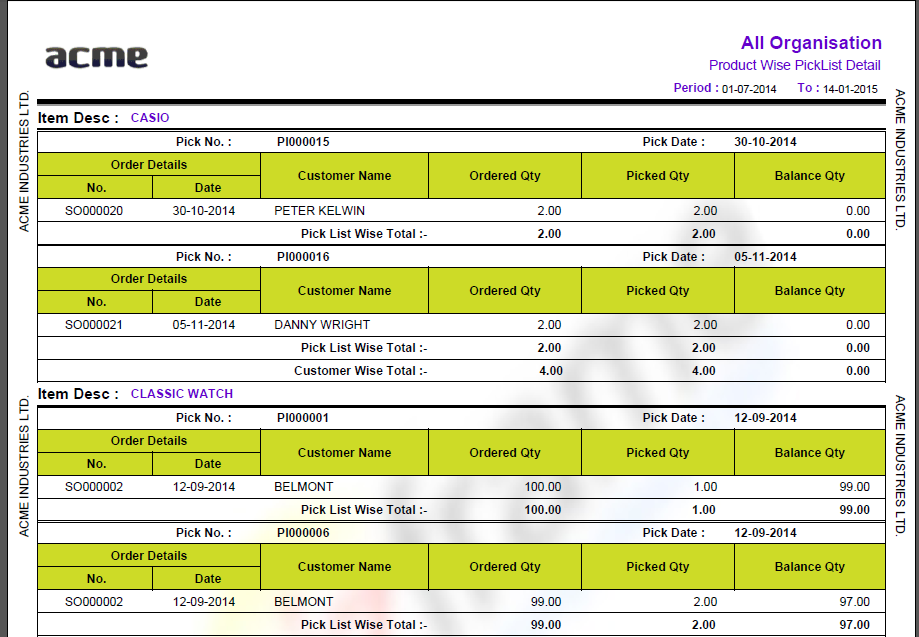 acme
All Organisation
Product Wise PickList Detail
Period : 01-07-2014 To : 14-01-2015
ACME INDUSTRIES LTD.
ACME INDUSTRIES LTD.
Item Desc : CASIO
Pick No. : PI000015 Pick Date : 30-10-2014
Order Details Customer Name Ordered Qty Picked Qty Balance Qty
No. Date
SO000020 30-10-2014 PETER KELWIN 2.00 2.00 0.00
Pick List Wise Total :- 2.00 2.00 0.00
Pick No. : PI000016 Pick Date : 05-11-2014
Order Details Customer Name Ordered Qty Picked Qty Balance Qty
No. Date
SO000021 05-11-2014 DANNY WRIGHT 2.00 2.00 0.00
Pick List Wise Total :- 2.00 2.00 0.00
Customer Wise Total :- 4.00 4.00 0.00
Item Desc : CLASSIC WATCH
ACME INDUSTRIES LTD.
ACME INDUSTRIES LTD.
Pick No. : PI000001 Pick Date : 12-09-2014
Order Details Customer Name Ordered Qty Picked Qty Balance Qty
No. Date
SO000002 12-09-2014 BELMONT 100.00 1.00 99.00
Pick List Wise Total :- 100.00 1.00 99.00
Pick No. : PI000006 Pick Date : 12-09-2014
Order Details Customer Name Ordered Qty Picked Qty Balance Qty
No. Date
SO000002 12-09-2014 BELMONT 99.00 2.00 97.00
Pick List Wise Total :- 99.00 2.00 97.00